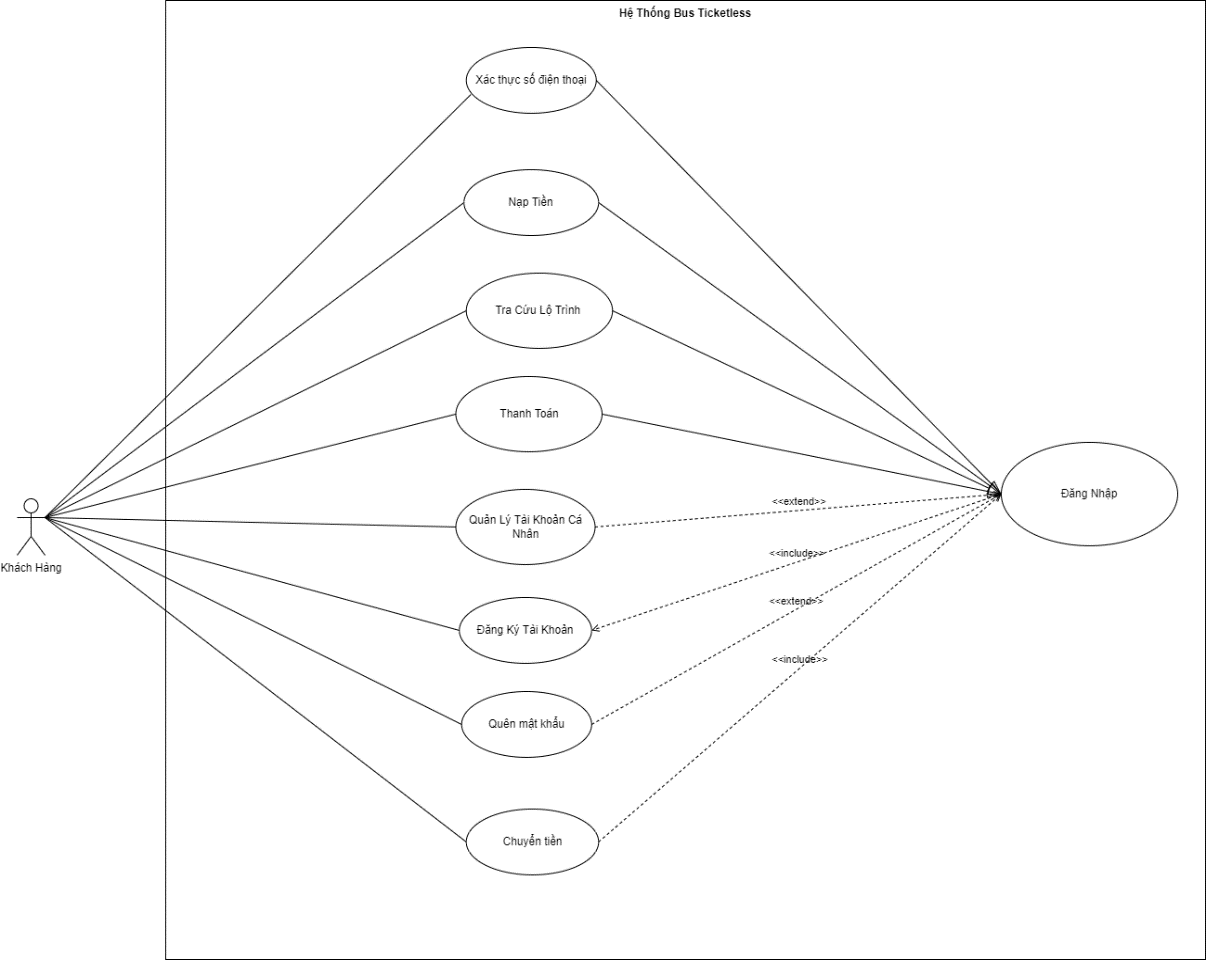 Hệ Thống Bus Ticketless
Xác thực số điện thoại
Nạp Tiền
Tra Cứu Lộ Trình
Thanh Toán
Đăng Nhập
<<extend>>
Quản Lý Tài Khoản Cá
Nhân
<<include>>
Khách Hàng
<<extend>>
Đăng Ký Tài Khoản
<<include>>
Quên mật khẩu
Chuyển tiền